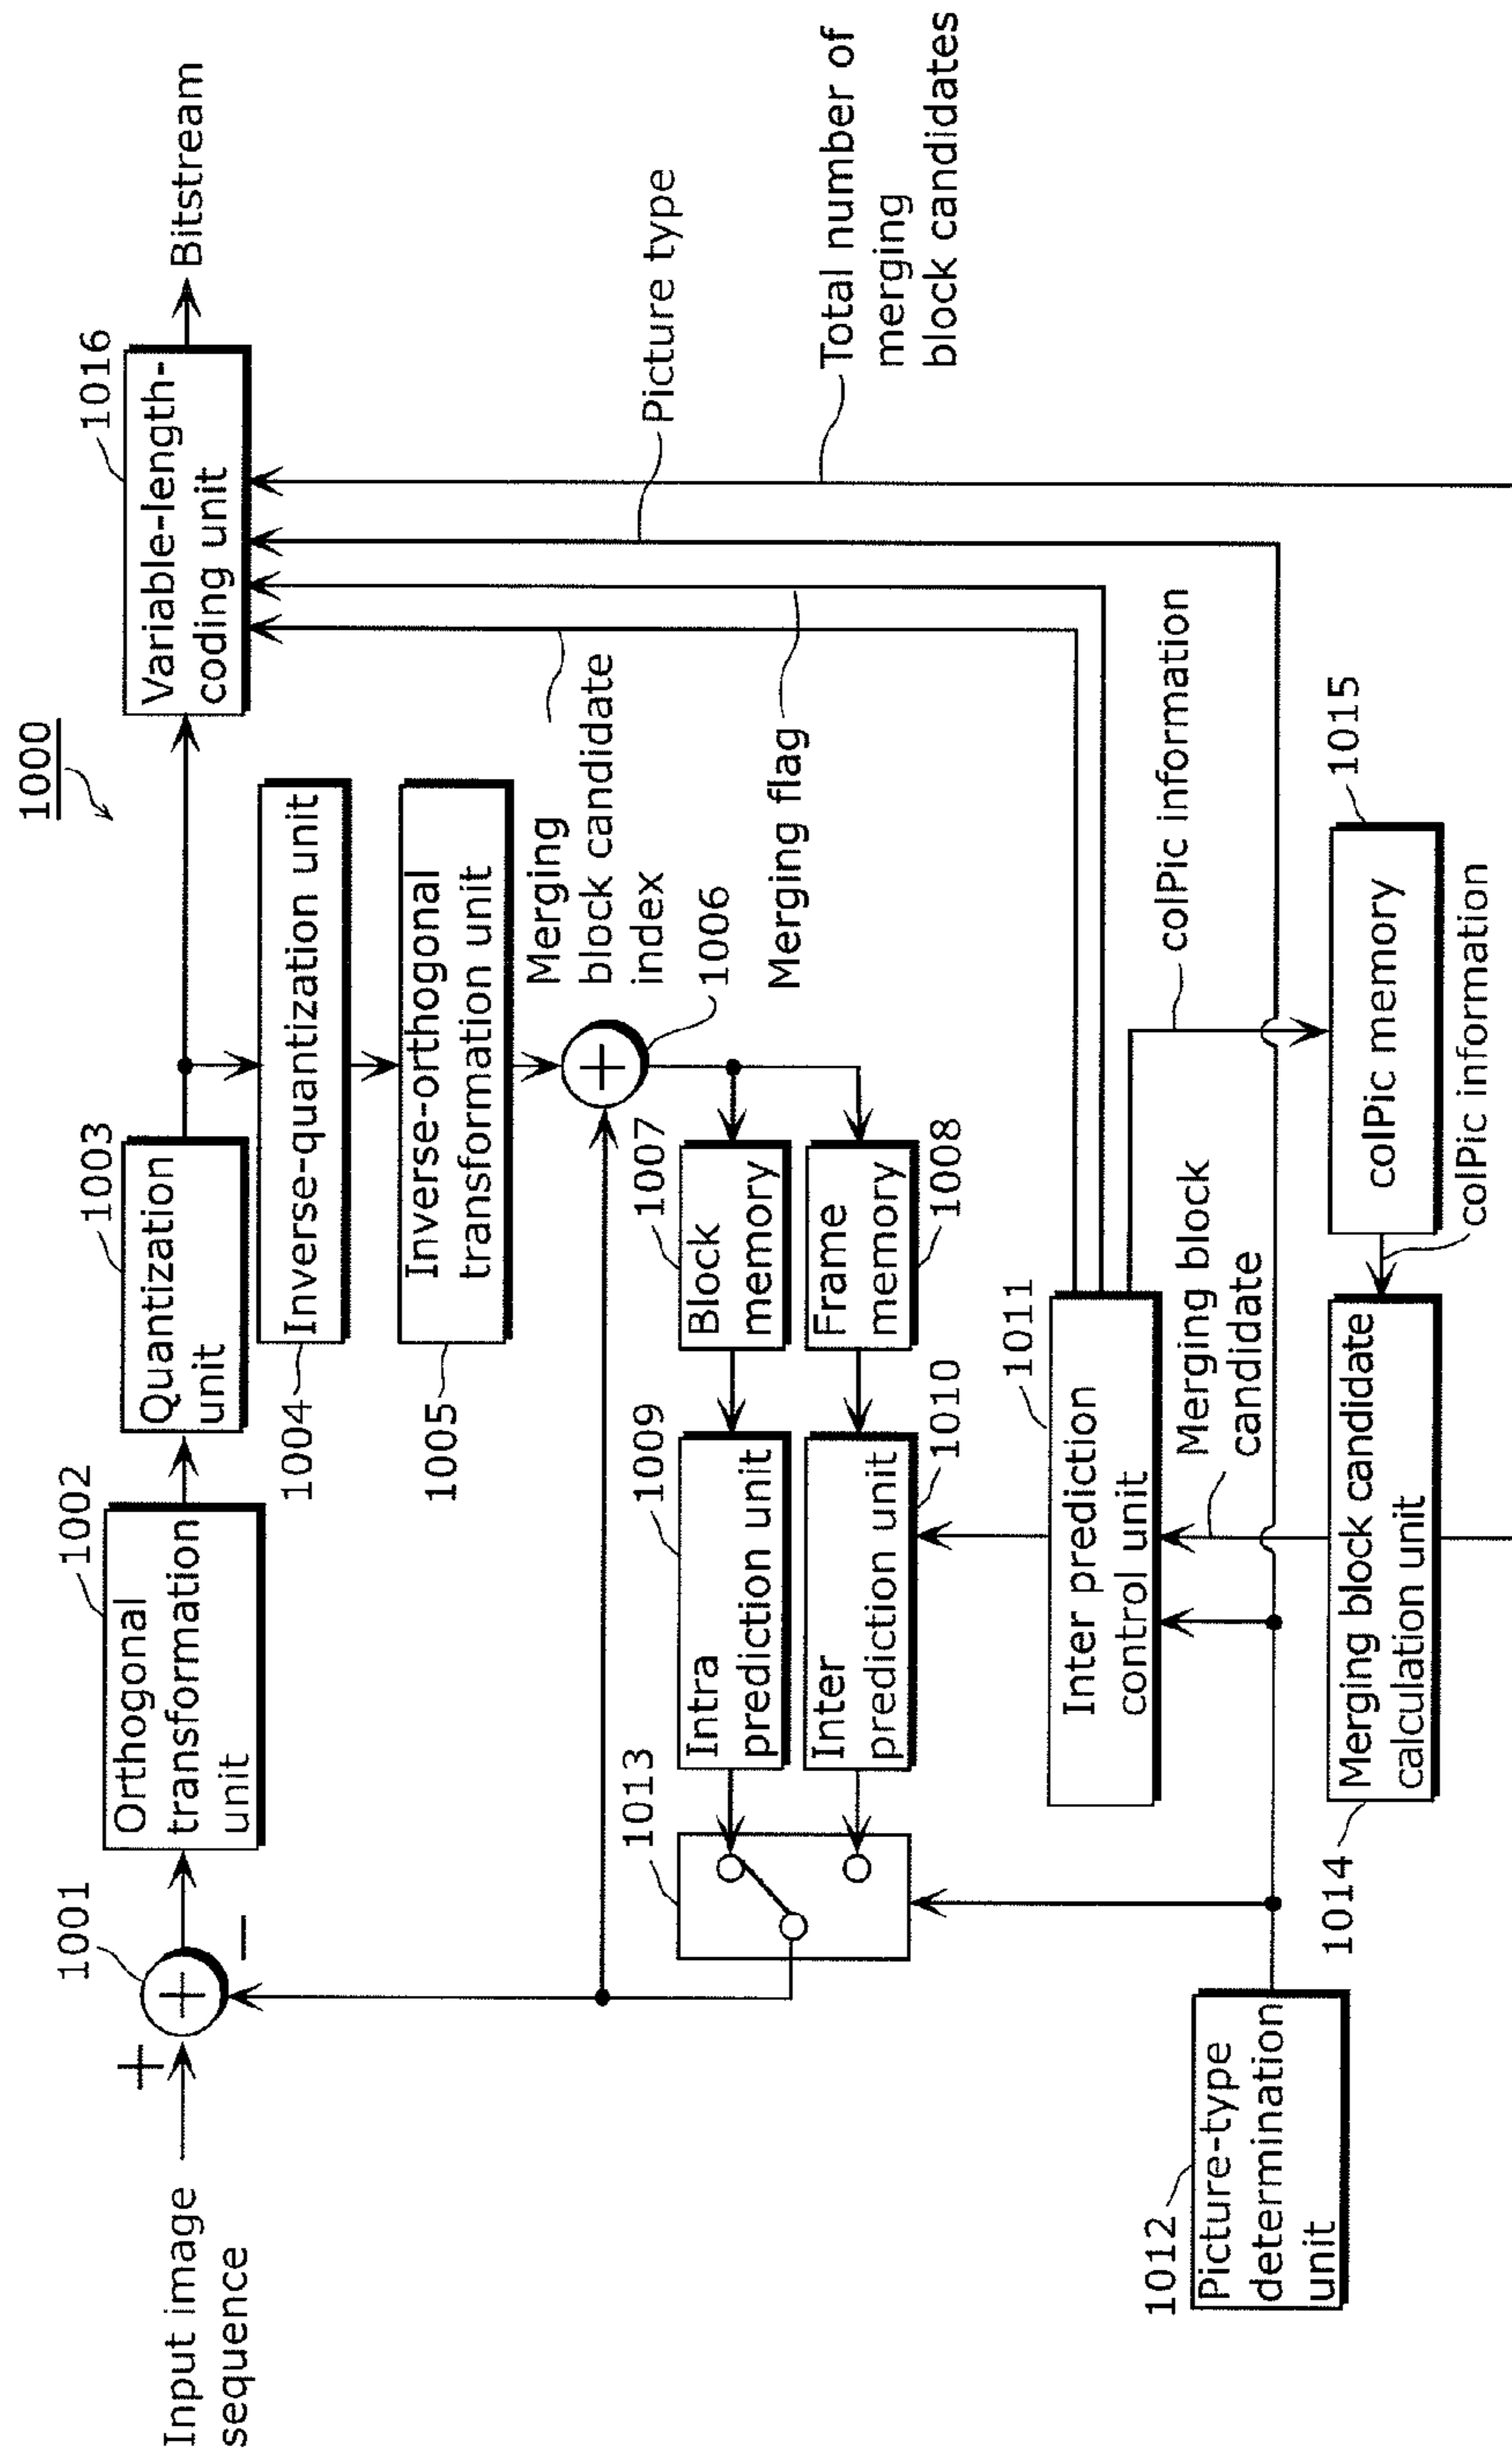 1000
Input image
sequence
+
1001
−
1002
Orthogonal
transformation
unit
1003
Quantization
unit
1016
Variable-length-
coding unit
Bitstream
1004
Inverse-quantization unit
1005
Inverse-orthogonal
transformation unit
Merging
block candidate
index
1006
Merging flag
Picture type
Total number of
merging
block candidates
1007
Block
memory
Frame
memory
1008
1009
Intra
prediction unit
Inter
prediction unit
1010
1013
1011
Inter prediction
control unit
Merging block
candidate
colPic information
1012
Picture-type
determination
unit
1014
Merging block candidate
calculation unit
1015
colPic memory
colPic information